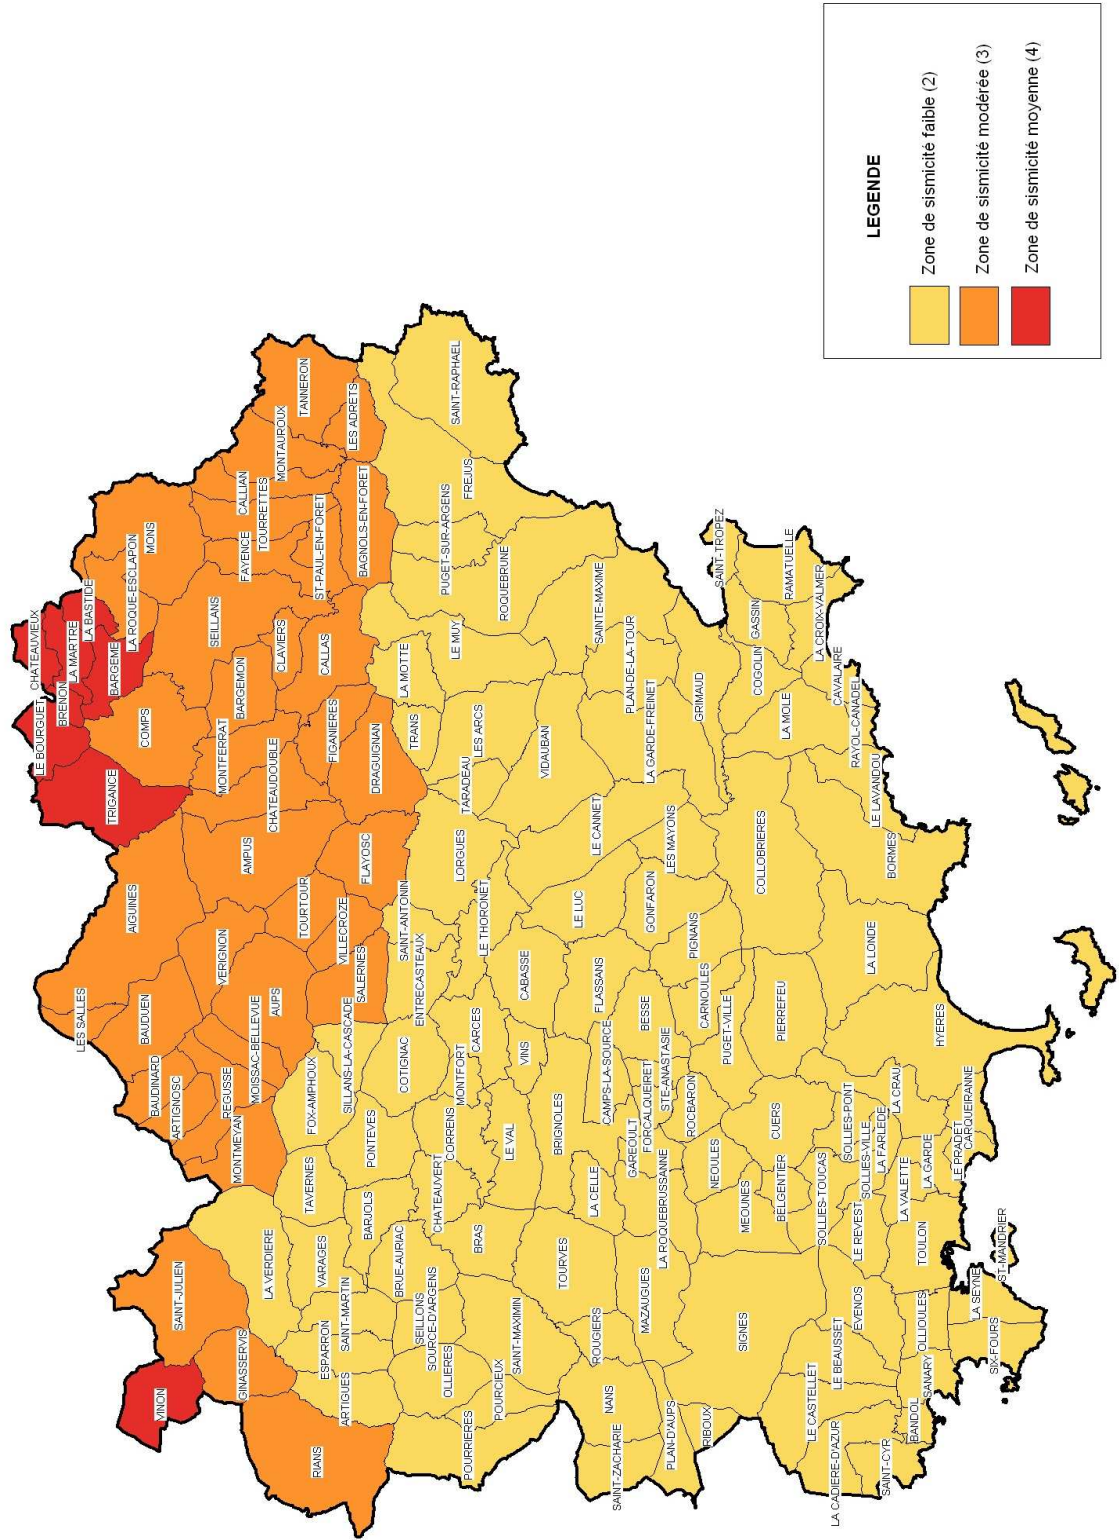 CHATEAUVIEUX
LE BOURGUET
BRENON
LA MARTRE
LA BASTIDE
LA ROQUE-ESCLAPON
BARGEME
TRIGANCE
COMPS
MONS
AIGUINES
LES SALLES
BAUDUEN
BAUDINARD
ARTIGNOSC
VERIGNON
AUPS
MOISSAC-BELLEVUE
REGUSSE
MONTMEYAN
SAINT-JULIEN
VINON
GINASSERVIS
RIANS
SEILLANS
BARGEMON
MONTFERRAT
CHATEAUDOUBLE
AMPUS
TOURTOUR
VILLECROZE
SALERNES
SILLANS-LA-CASCADE
FOX-AMPHOUX
FLAYOSC
DRAGUIGNAN
FIGANIERES
CALLAS
CLAVIERS
FAYENCE
TOURRETTES
CALLIAN
MONTAUROUX
TANNERON
LES ADRETS
ST-PAUL-EN-FORET
BAGNOLS-EN-FORET
SAINT-RAPHAEL
FREJUS
PUGET-SUR-ARGENS
ROQUEBRUNE
LE MUY
LA MOTTE
TRANS
LES ARCS
TARADEAU
LORGUES
SAINT-ANTONIN
ENTRECASTEAUX
LE THORONET
COTIGNAC
CARCES
MONTFORT
CORRENS
CHATEAUVERT
PONTEVES
TAVERNES
BARJOLS
VARAGES
LA VERDIERE
SAINT-MARTIN
ESPARRON
ARTIGUES
BRUE-AURIAC
SEILLONS
SOURCE-D'ARGENS
OLLIERES
POURCIEUX
POURRIERES
SAINT-MAXIMIN
BRAS
LE VAL
VINS
CABASSE
VIDAUBAN
LE CANNET
LE LUC
FLASSANS
BRIGNOLES
TOURVES
ROUGIERS
NANS
SAINT-ZACHARIE
PLAN-D'AUPS
RIBOUX
MAZAUGUES
LA CELLE
CAMPS-LA-SOURCE
GAREOULT
FORCALQUEIRET
STE-ANASTASIE
BESSE
GONFARON
LES MAYONS
LA GARDE-FREINET
PLAN-DE-LA-TOUR
SAINTE-MAXIME
GRIMAUD
SAINT-TROPEZ
RAMATUELLE
GASSIN
COGOLIN
LA CROIX-VALMER
CAVALAIRE
LA MOLE
RAYOL-CANADEL
LE LAVANDOU
BORMES
COLLOBRIERES
PIGNANS
CARNOULES
PUGET-VILLE
PIERREFEU
LA LONDE
HYERES
ROCBARON
LA ROQUEBRUSSANNE
NEOULES
MEOUNES
BELGENTIER
CUERS
SOLLIES-PONT
SOLLIES-TOUCAS
SOLLIES-VILLE
LA FARLEDE
LA CRAU
LE REVEST
LA VALETTE
LA GARDE
LE PRADET
CARQUEIRANNE
TOULON
ST-MANDRIER
LA SEYNE
SIX-FOURS
OLLIOULES
SANARY
BANDOL
EVENOS
LE BEAUSSET
LE CASTELLET
LA CADIERE-D'AZUR
SAINT-CYR
SIGNES
LEGENDE
Zone de sismicité faible (2)
Zone de sismicité modérée (3)
Zone de sismicité moyenne (4)